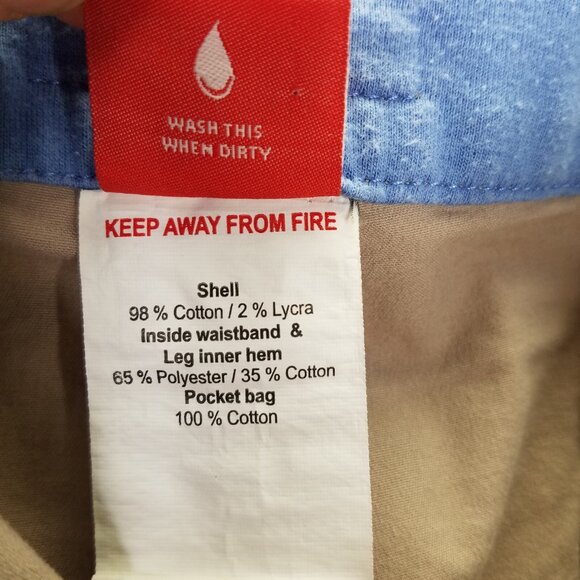 WASH THIS
WHEN DIRTY
KEEP AWAY FROM FIRE
Shell
98 % Cotton / 2 % Lycra
Inside waistband &
Leg inner hem
65 % Polyester / 35 % Cotton
Pocket bag
100 % Cotton